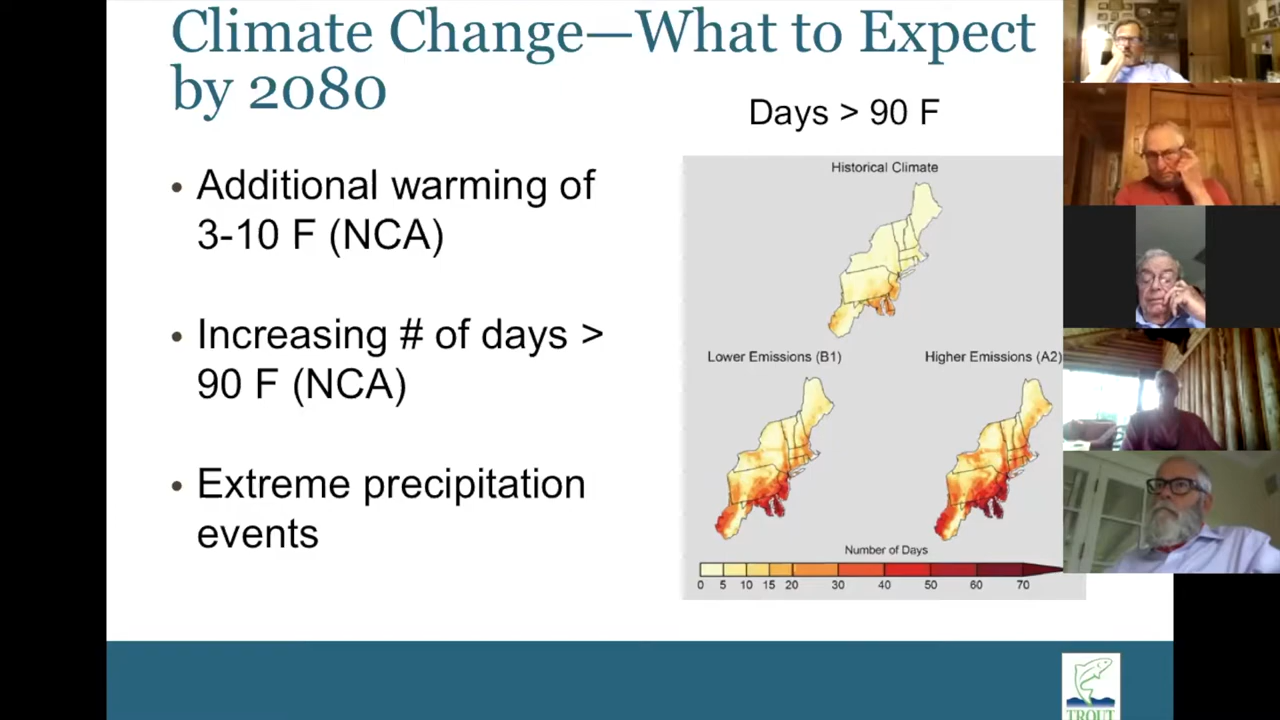 Climate Change—What to Expect
by 2080
• Additional warming of
3-10 F (NCA)
• Increasing # of days >
90 F (NCA)
• Extreme precipitation
events
Days > 90 F
Historical Climate
Lower Emissions (B1)
Higher Emissions (A2)
Number of Days
0 5 10 15 20 30 40 50 60 70
TROUT